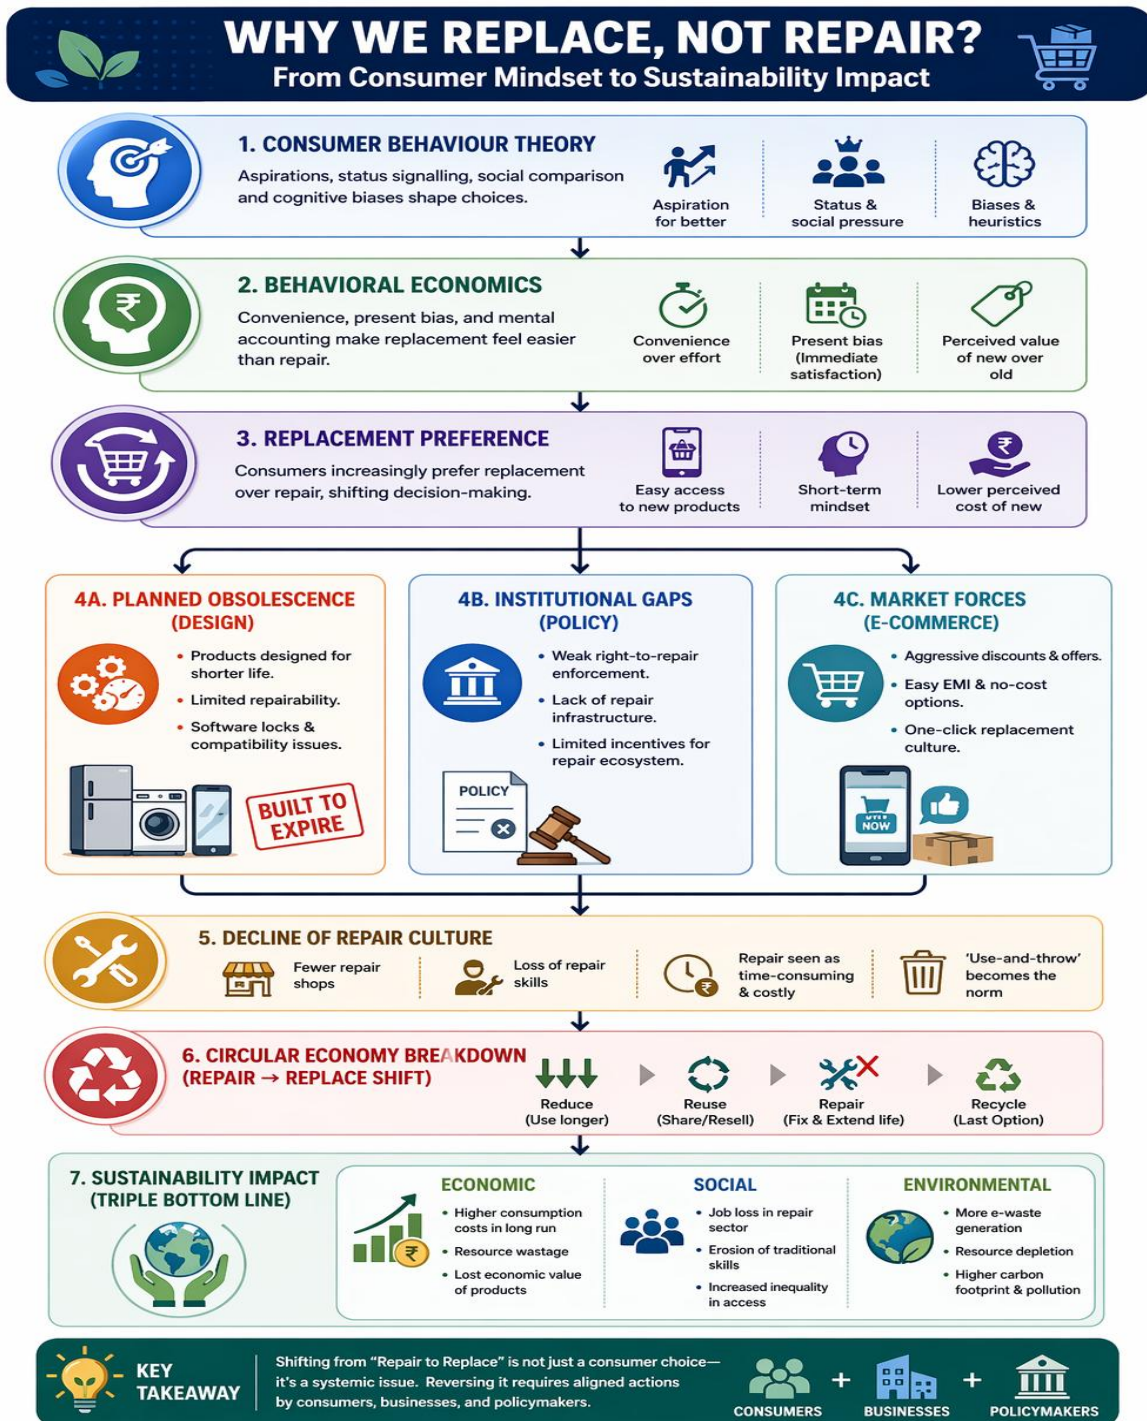 WHY WE REPLACE, NOT REPAIR?
From Consumer Mindset to Sustainability Impact
1. CONSUMER BEHAVIOUR THEORY
Aspirations, status signalling, social comparison
and cognitive biases shape choices.
Aspiration
for better
Status &
social pressure
Biases &
heuristics
2. BEHAVIORAL ECONOMICS
Convenience, present bias, and mental
accounting make replacement feel easier
than repair.
₹
Convenience
over effort
Present bias
(Immediate
satisfaction)
Perceived value
of new over
old
3. REPLACEMENT PREFERENCE
Consumers increasingly prefer replacement
over repair, shifting decision-making.
Easy access
to new products
Short-term
mindset
₹
Lower perceived
cost of new
4A. PLANNED OBSOLESCENCE
(DESIGN)
• Products designed for
shorter life.
• Limited repairability.
• Software locks &
compatibility issues.
BUILT TO
EXPIRE
4B. INSTITUTIONAL GAPS
(POLICY)
• Weak right-to-repair
enforcement.
• Lack of repair
infrastructure.
• Limited incentives for
repair ecosystem.
POLICY
4C. MARKET FORCES
(E-COMMERCE)
• Aggressive discounts & offers.
• Easy EMI & no-cost
options.
• One-click replacement
culture.
NOW
5. DECLINE OF REPAIR CULTURE
Fewer repair
shops
Loss of repair
skills
₹
Repair seen as
time-consuming
& costly
'Use-and-throw'
becomes the
norm
6. CIRCULAR ECONOMY BREAKDOWN
(REPAIR → REPLACE SHIFT)
Reduce
(Use longer)
Reuse
(Share/Resell)
Repair
(Fix & Extend life)
Recycle
(Last Option)
7. SUSTAINABILITY IMPACT
(TRIPLE BOTTOM LINE)
ECONOMIC
₹
• Higher consumption
costs in long run
• Resource wastage
• Lost economic value
of products
SOCIAL
• Job loss in repair
sector
• Erosion of traditional
skills
• Increased inequality
in access
ENVIRONMENTAL
• More e-waste
generation
• Resource depletion
• Higher carbon
footprint & pollution
KEY
TAKEAWAY
Shifting from “Repair to Replace” is not just a consumer choice—
it's a systemic issue. Reversing it requires aligned actions
by consumers, businesses, and policymakers.
CONSUMERS
+
BUSINESSES
+
POLICYMAKERS